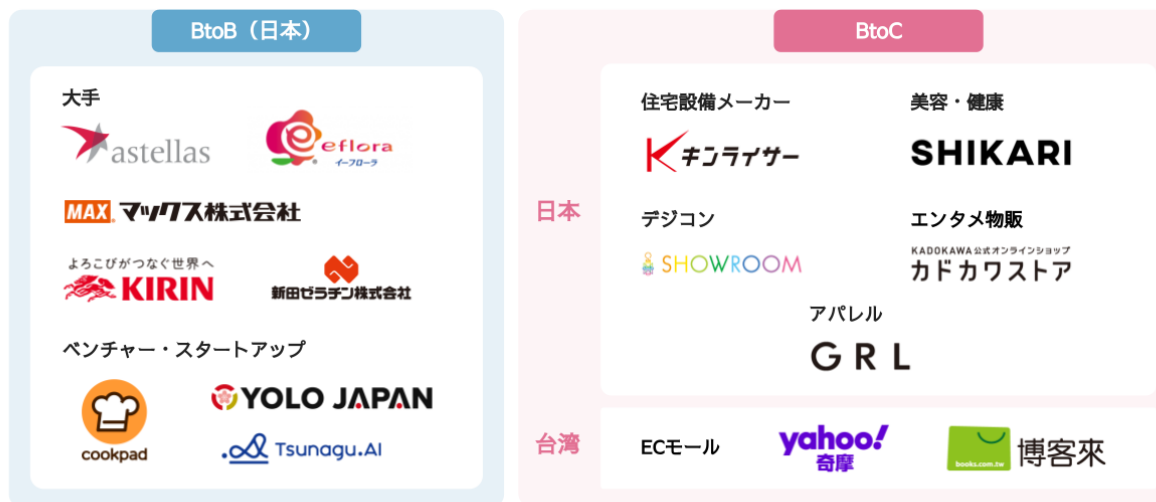 BtoB（日本）
大手
astellas
eflora
イーフローラ
MAX マックス株式会社
よろこびがつなぐ世界へ
KIRIN
新田ゼラチン株式会社
ベンチャー・スタートアップ
cookpad
YOLO JAPAN
Tsunagu.AI
BtoC
日本
住宅設備メーカー
キンライサー
美容・健康
SHIKARI
デジコン
SHOWROOM
エンタメ物販
KADOKAWA公式オンラインショップ
カドカワストア
アパレル
GRL
台湾
ECモール
yahoo!
奇摩
books.com.tw
博客來